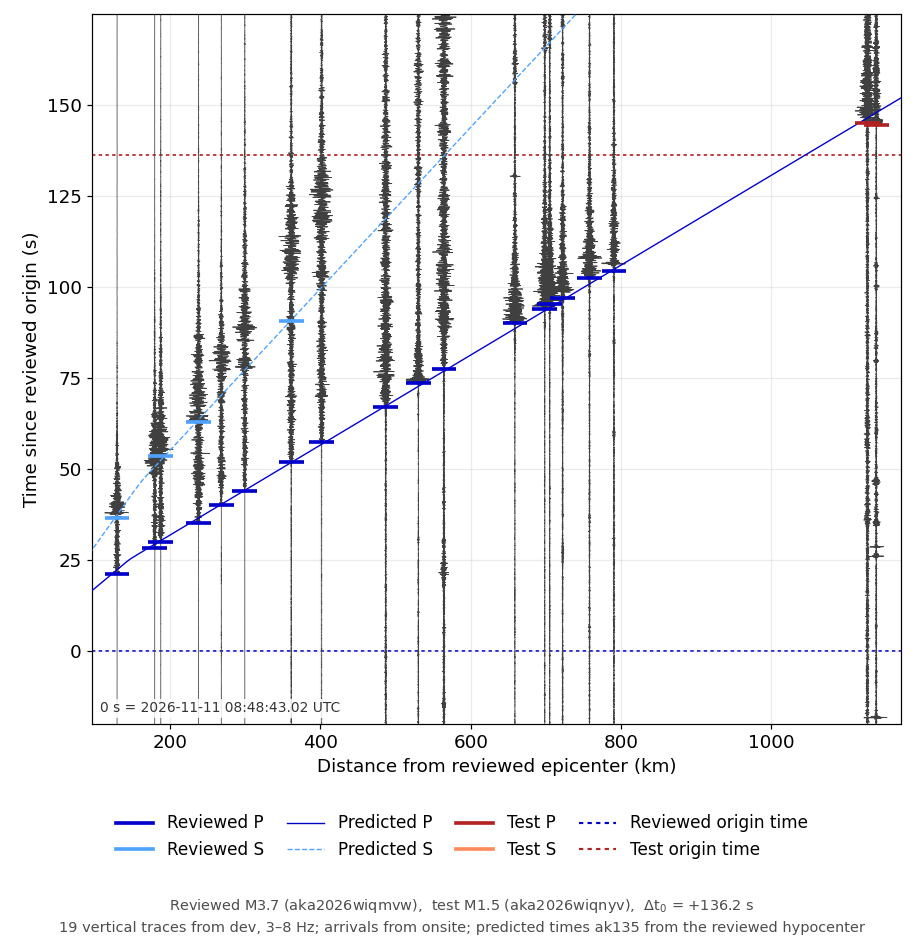 150
125
100
75
50
25
0
Time since reviewed origin (s)
0 s = 2026-11-11 08:48:43.02 UTC
200 400 600 800 1000
Distance from reviewed epicenter (km)
Reviewed P Predicted P Test P Reviewed origin time
Reviewed S Predicted S Test S Test origin time
Reviewed M3.7 (aka2026wiqmvw), test M1.5 (aka2026wiqnyv), Δt₀ = +136.2 s
19 vertical traces from dev, 3–8 Hz; arrivals from onsite; predicted times ak135 from the reviewed hypocenter